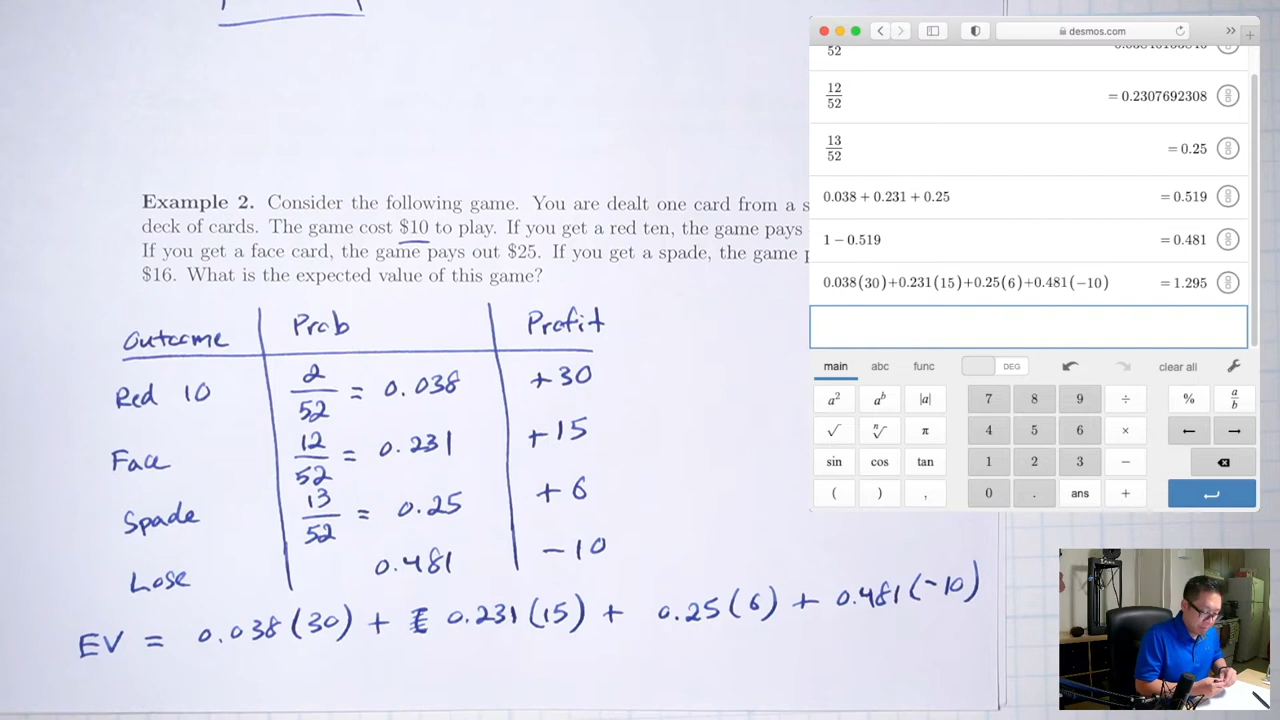 Example 2. Consider the following game. You are dealt one card from a
deck of cards. The game cost $10 to play. If you get a red ten, the game pays
If you get a face card, the game pays out $25. If you get a spade, the game
$16. What is the expected value of this game?
Outcome Prob Profit
Red 10 2/52 = 0.038 +30
Face 12/52 = 0.231 +15
Spade 13/52 = 0.25 +6
Lose 0.481 -10
EV = 0.038(30) + 0.231(15) + 0.25(6) + 0.481(-10)
desmos.com
52
12/52 = 0.2307692308
13/52 = 0.25
0.038 + 0.231 + 0.25 = 0.519
1 − 0.519 = 0.481
0.038(30)+0.231(15)+0.25(6)+0.481(−10) = 1.295
main abc func DEG clear all
a² aᵇ |a| 7 8 9 ÷ % a/b
√ ⁿ√ π 4 5 6 × ← →
sin cos tan 1 2 3 −
( ) , 0 . ans +